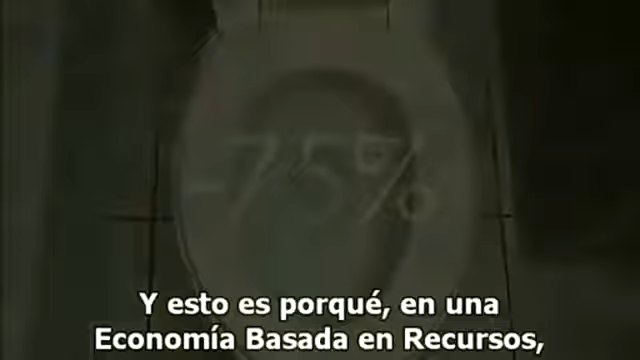 -75%
Y esto es porqué, en una
Economía Basada en Recursos,